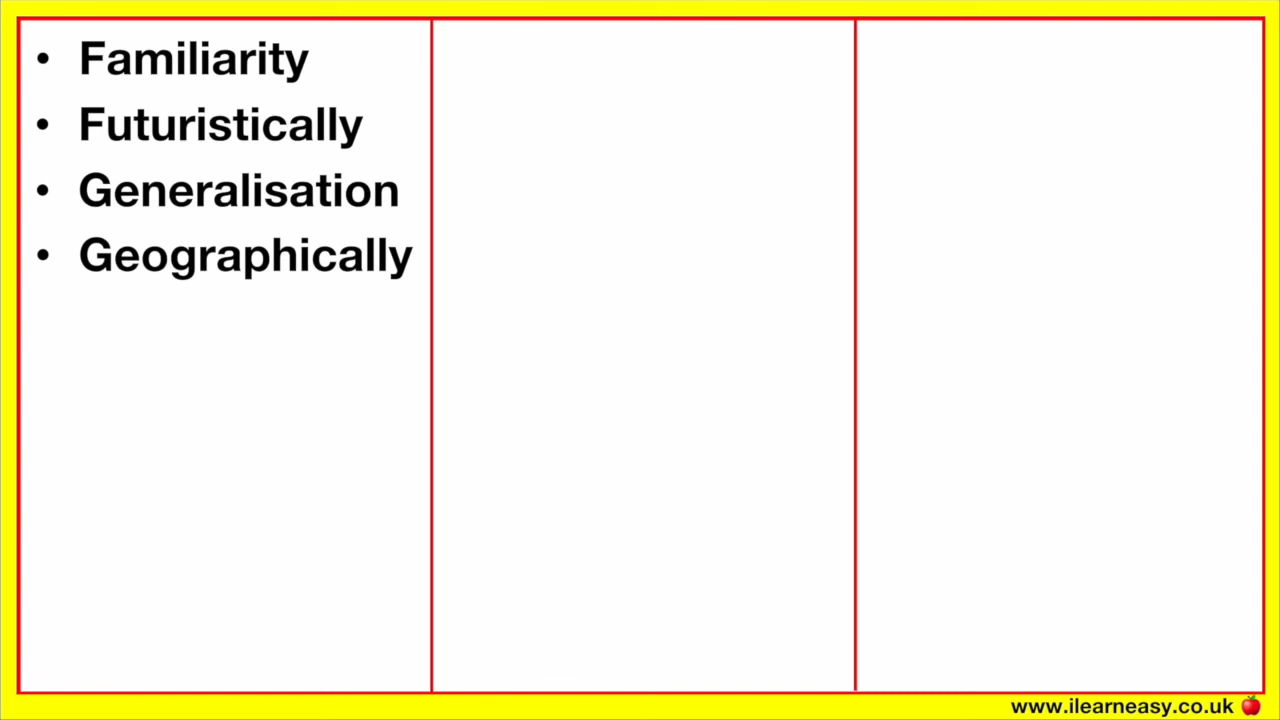 • Familiarity
• Futuristically
• Generalisation
• Geographically
www.ilearneasy.co.uk